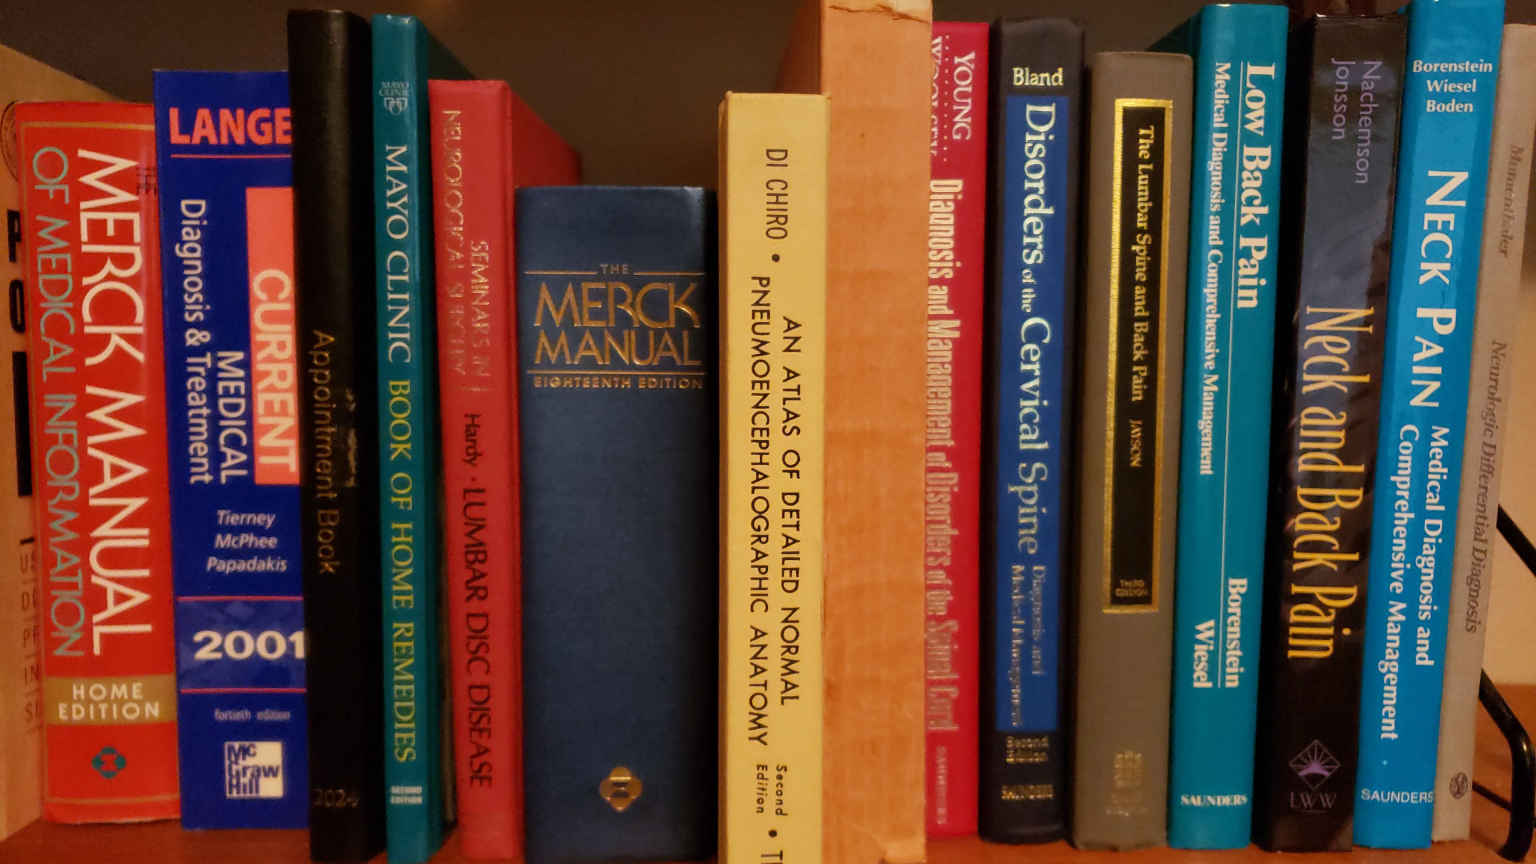 MERCK MANUAL
OF MEDICAL INFORMATION
HOME
EDITION
LANGE
CURRENT
MEDICAL
Diagnosis & Treatment
Tierney
McPhee
Papadakis
2001
fortieth edition
Mc
Graw
Hill
Appointment Book
2024
MAYO
CLINIC
MAYO CLINIC BOOK OF HOME REMEDIES
SECOND
EDITION
SEMINARS IN
NEUROLOGICAL SURGERY
Hardy · LUMBAR DISC DISEASE
THE
MERCK
MANUAL
EIGHTEENTH EDITION
DI CHIRO •
AN ATLAS OF DETAILED NORMAL
PNEUMOENCEPHALOGRAPHIC ANATOMY
Second
Edition
•
YOUNG
Diagnosis and Management of Disorders of the Spinal Cord
SAUNDERS
Bland
Disorders of the Cervical Spine
Diagnosis and
Medical Management
Second
Edition
SAUNDERS
The Lumbar Spine and Back Pain JAYSON
THIRD
EDITION
Low Back Pain
Medical Diagnosis and Comprehensive Management
Borenstein
Wiesel
SAUNDERS
Nachemson
Jonsson
Neck and Back Pain
LWW
Borenstein
Wiesel
Boden
NECK PAIN
Medical Diagnosis and
Comprehensive Management
SAUNDERS
Mumenthaler
Neurologic Differential Diagnosis